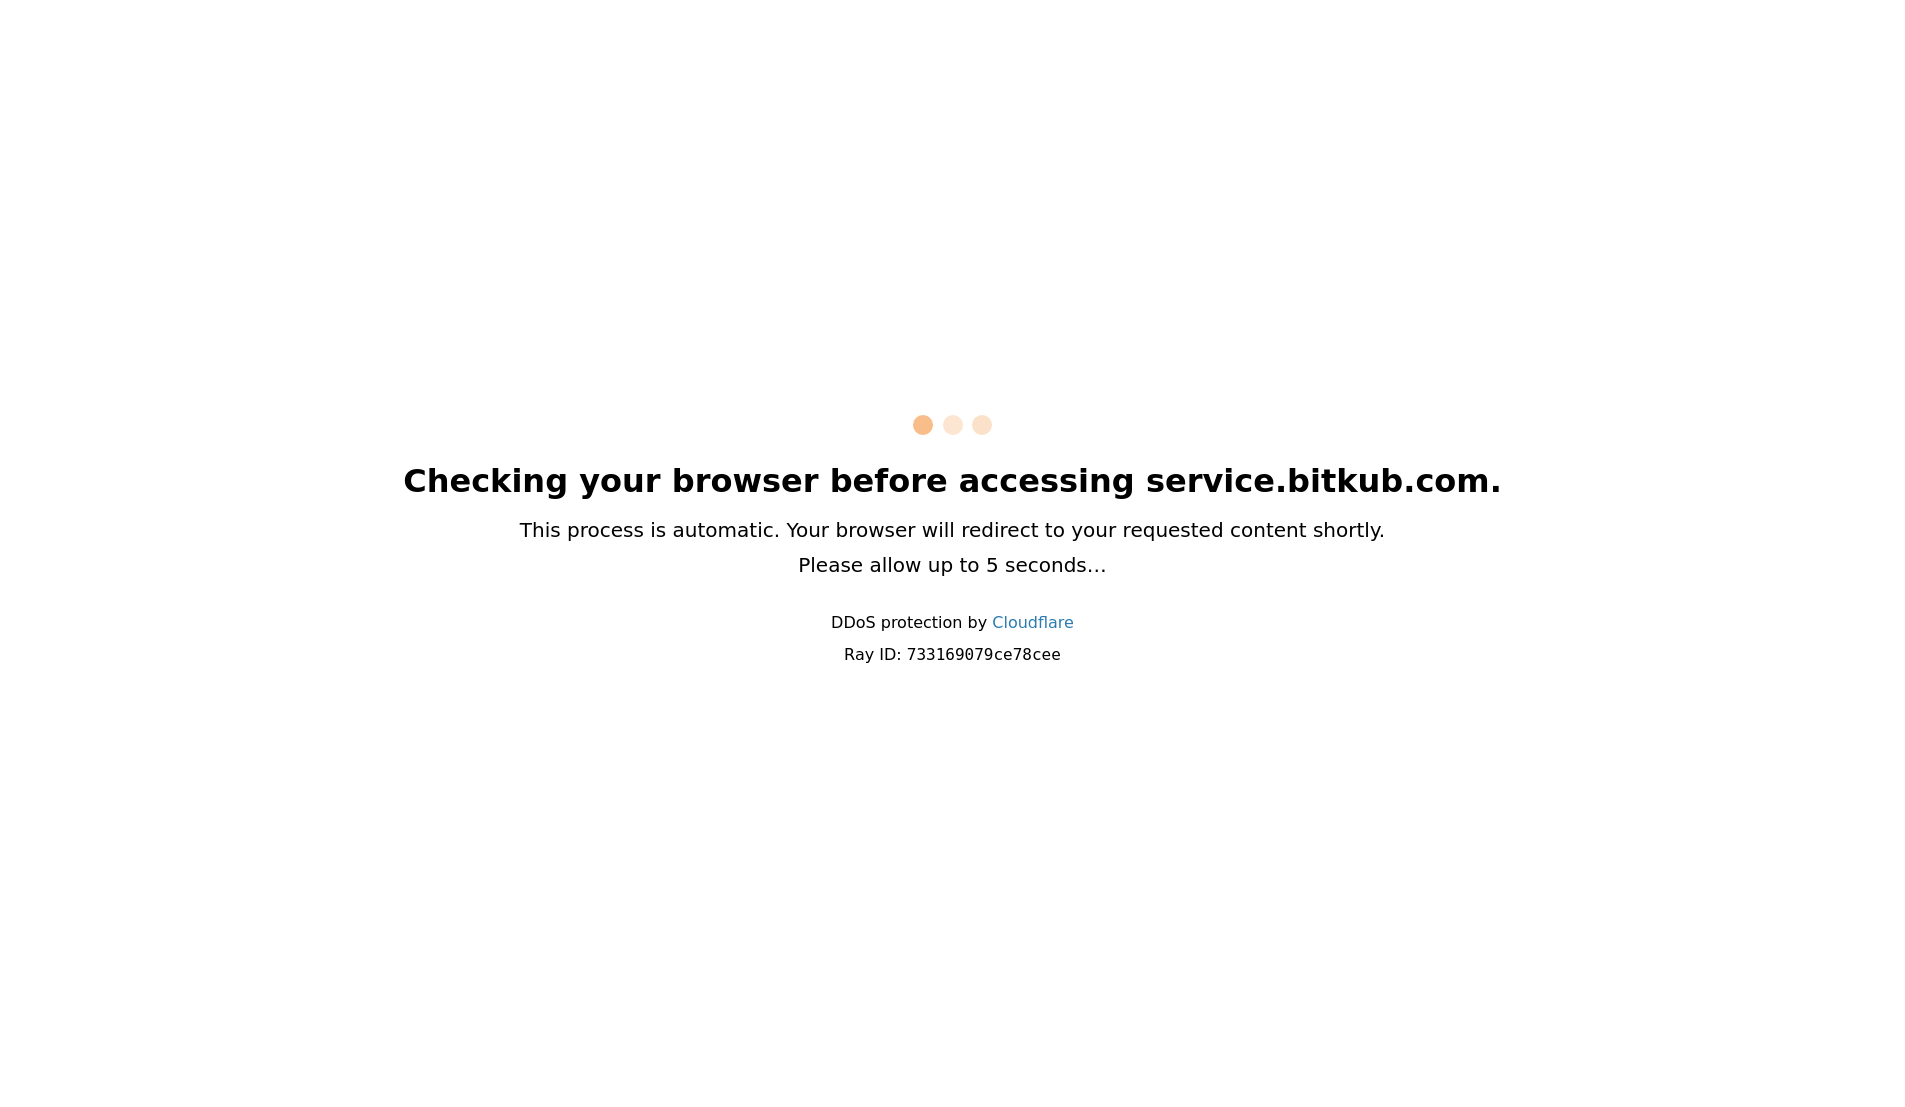 Checking your browser before accessing service.bitkub.com.
This process is automatic. Your browser will redirect to your requested content shortly.
Please allow up to 5 seconds…
DDoS protection by Cloudflare
Ray ID: 733169079ce78cee